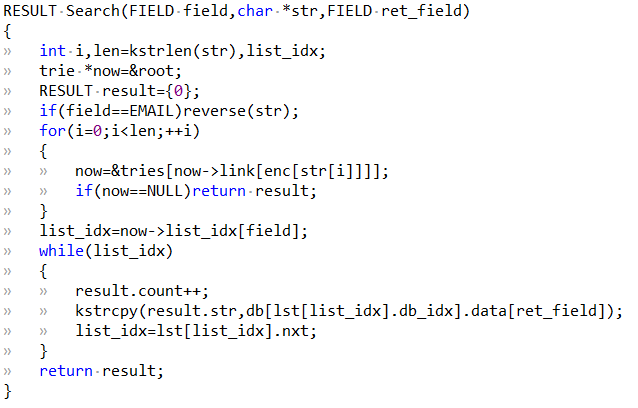 RESULT Search(FIELD field,char *str,FIELD ret_field)
{
» int i,len=kstrlen(str),list_idx;
» trie *now=&root;
» RESULT result={0};
» if(field==EMAIL)reverse(str);
» for(i=0;i<len;++i)
» {
» » now=&tries[now->link[enc[str[i]]]];
» » if(now==NULL)return result;
» }
» list_idx=now->list_idx[field];
» while(list_idx)
» {
» » result.count++;
» » kstrcpy(result.str,db[lst[list_idx].db_idx].data[ret_field]);
» » list_idx=lst[list_idx].nxt;
» }
» return result;
}